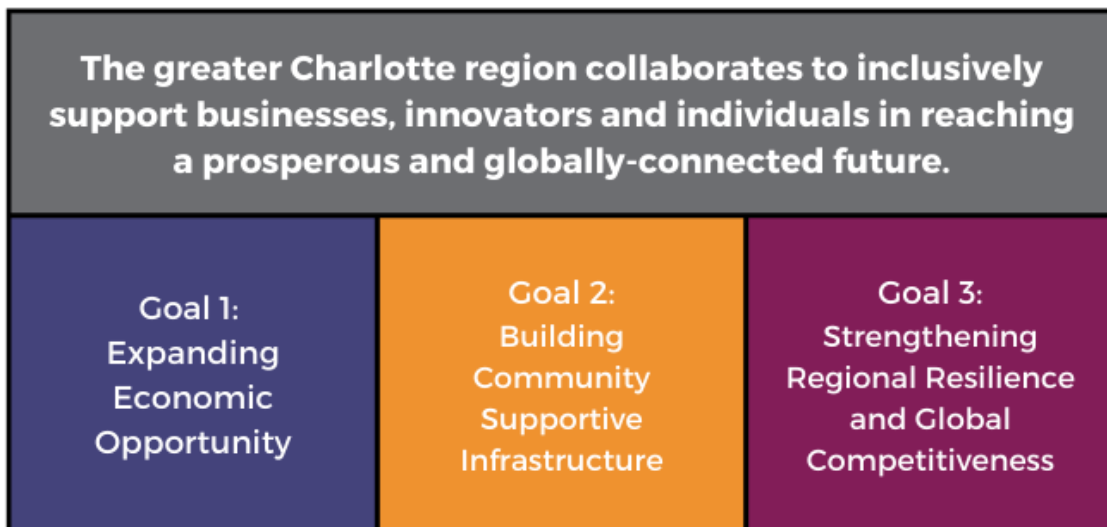 The greater Charlotte region collaborates to inclusively
support businesses, innovators and individuals in reaching
a prosperous and globally-connected future.
Goal 1:
Expanding
Economic
Opportunity
Goal 2:
Building
Community
Supportive
Infrastructure
Goal 3:
Strengthening
Regional Resilience
and Global
Competitiveness